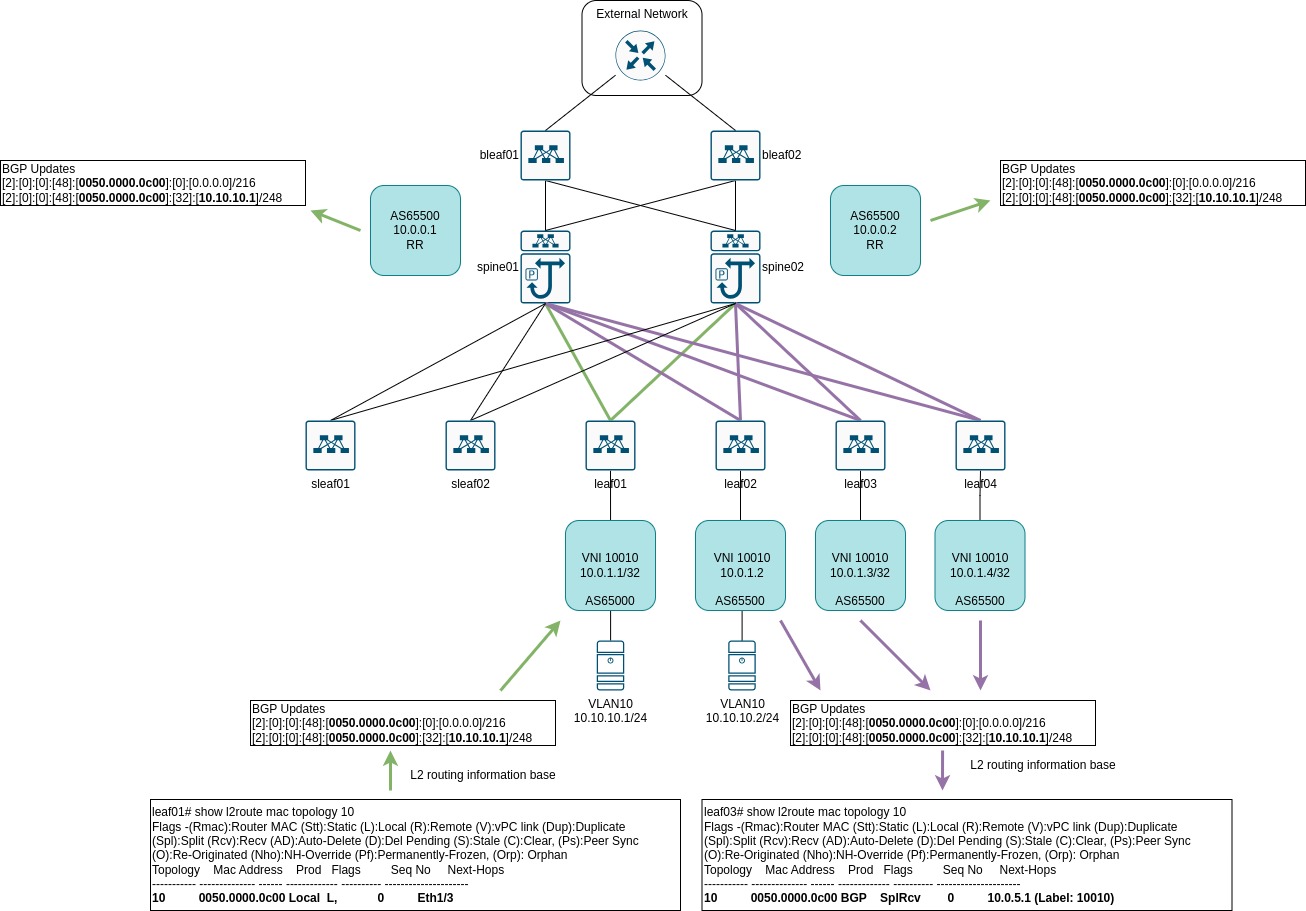 External Network
bleaf01
bleaf02
BGP Updates
[2]:[0]:[0]:[48]:[0050.0000.0c00]:[0]:[0.0.0.0]/216
[2]:[0]:[0]:[48]:[0050.0000.0c00]:[32]:[10.10.10.1]/248
BGP Updates
[2]:[0]:[0]:[48]:[0050.0000.0c00]:[0]:[0.0.0.0]/216
[2]:[0]:[0]:[48]:[0050.0000.0c00]:[32]:[10.10.10.1]/248
AS65500
10.0.0.1
RR
AS65500
10.0.0.2
RR
spine01
P
P
spine02
sleaf01
sleaf02
leaf01
leaf02
leaf03
leaf04
VNI 10010
10.0.1.1/32
AS65000
VNI 10010
10.0.1.2
AS65500
VNI 10010
10.0.1.3/32
AS65500
VNI 10010
10.0.1.4/32
AS65500
VLAN10
10.10.10.1/24
VLAN10
10.10.10.2/24
BGP Updates
[2]:[0]:[0]:[48]:[0050.0000.0c00]:[0]:[0.0.0.0]/216
[2]:[0]:[0]:[48]:[0050.0000.0c00]:[32]:[10.10.10.1]/248
BGP Updates
[2]:[0]:[0]:[48]:[0050.0000.0c00]:[0]:[0.0.0.0]/216
[2]:[0]:[0]:[48]:[0050.0000.0c00]:[32]:[10.10.10.1]/248
L2 routing information base
L2 routing information base
leaf01# show l2route mac topology 10
Flags -(Rmac):Router MAC (Stt):Static (L):Local (R):Remote (V):vPC link (Dup):Duplicate
(Spl):Split (Rcv):Recv (AD):Auto-Delete (D):Del Pending (S):Stale (C):Clear, (Ps):Peer Sync
(O):Re-Originated (Nho):NH-Override (Pf):Permanently-Frozen, (Orp): Orphan
Topology Mac Address Prod Flags Seq No Next-Hops
----------- -------------- ------ ------------- ---------- ---------------------
10 0050.0000.0c00 Local L, 0 Eth1/3
leaf03# show l2route mac topology 10
Flags -(Rmac):Router MAC (Stt):Static (L):Local (R):Remote (V):vPC link (Dup):Duplicate
(Spl):Split (Rcv):Recv (AD):Auto-Delete (D):Del Pending (S):Stale (C):Clear, (Ps):Peer Sync
(O):Re-Originated (Nho):NH-Override (Pf):Permanently-Frozen, (Orp): Orphan
Topology Mac Address Prod Flags Seq No Next-Hops
----------- -------------- ------ ------------- ---------- ---------------------
10 0050.0000.0c00 BGP SplRcv 0 10.0.5.1 (Label: 10010)